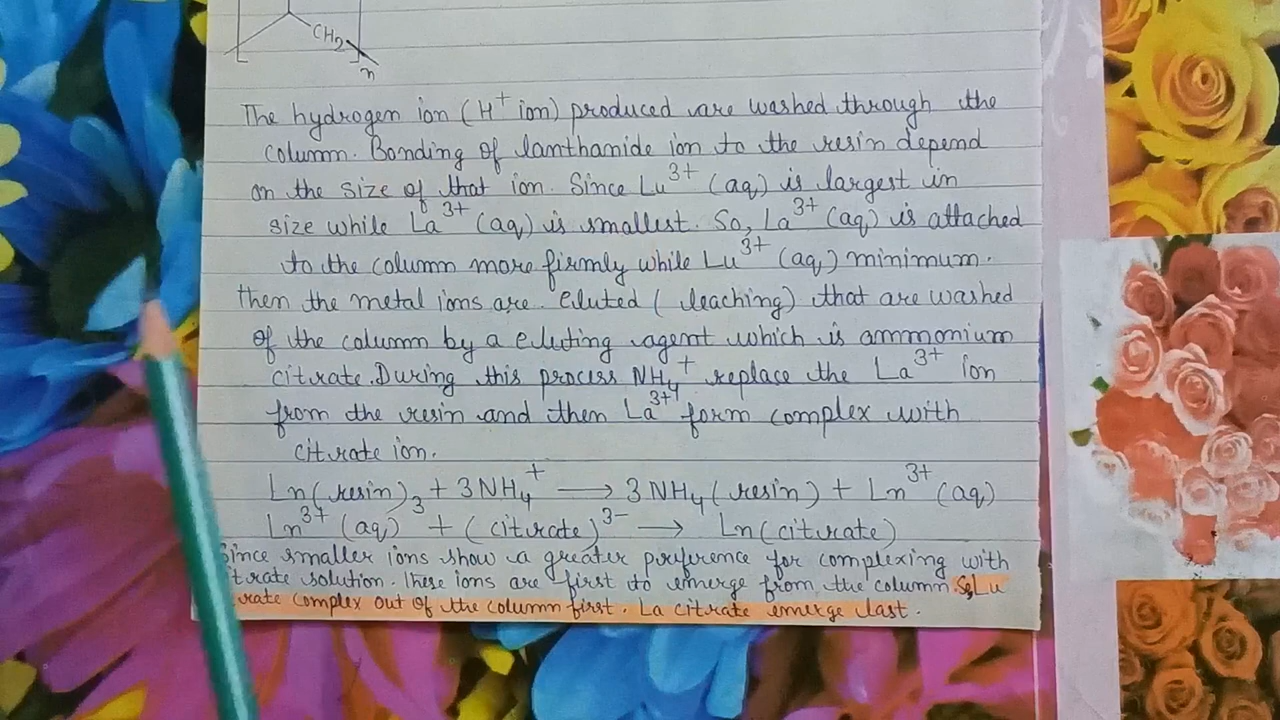 CH2
n
The hydrogen ion (H+ ion) produced are washed through the
column. Bonding of lanthanide ion to the resin depend
on the size of that ion. Since Lu3+ (aq) is largest in
size while La3+ (aq) is smallest. So, La3+ (aq) is attached
to the column more firmly while Lu3+ (aq) minimum.
then the metal ions are eluted (leaching) that are washed
of the column by a eluting agent which is ammonium
citrate. During this process NH4+ replace the La3+ ion
from the resin and then La3+ form complex with
citrate ion.
Ln(resin)3 + 3NH4+ → 3NH4(resin) + Ln3+ (aq)
Ln3+ (aq) + (citrate)3- → Ln(citrate)
Since smaller ions show a greater preference for complexing with
trate solution. These ions are first to emerge from the column. So, Lu
rate complex out of the column first. La citrate emerge last.